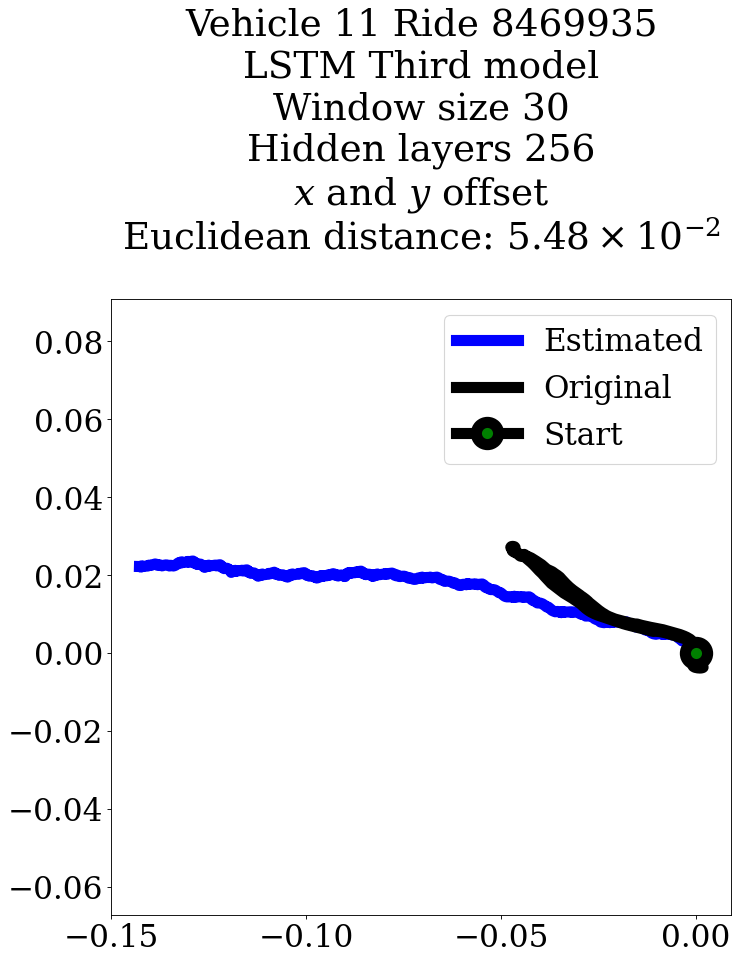 Vehicle 11 Ride 8469935
LSTM Third model
Window size 30
Hidden layers 256
x and y offset
Euclidean distance: 5.48 × 10⁻²
Estimated
Original
Start
0.08
0.06
0.04
0.02
0.00
−0.02
−0.04
−0.06
−0.15 −0.10 −0.05 0.00